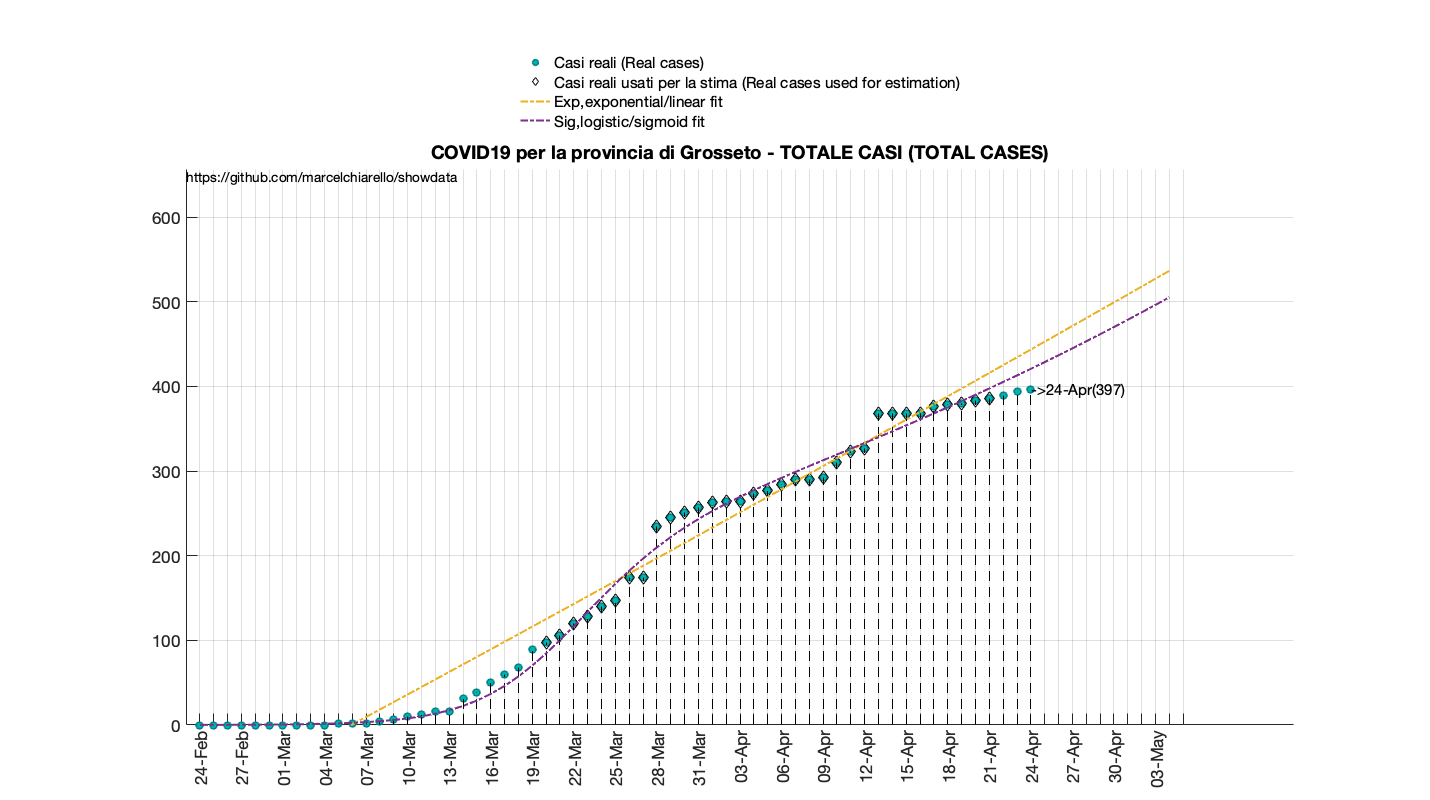 Casi reali (Real cases)
Casi reali usati per la stima (Real cases used for estimation)
Exp,exponential/linear fit
Sig,logistic/sigmoid fit
COVID19 per la provincia di Grosseto - TOTALE CASI (TOTAL CASES)
https://github.com/marcelchiarello/showdata
600
500
400
300
200
100
0
->24-Apr(397)
24-Feb
27-Feb
01-Mar
04-Mar
07-Mar
10-Mar
13-Mar
16-Mar
19-Mar
22-Mar
25-Mar
28-Mar
31-Mar
03-Apr
06-Apr
09-Apr
12-Apr
15-Apr
18-Apr
21-Apr
24-Apr
27-Apr
30-Apr
03-May